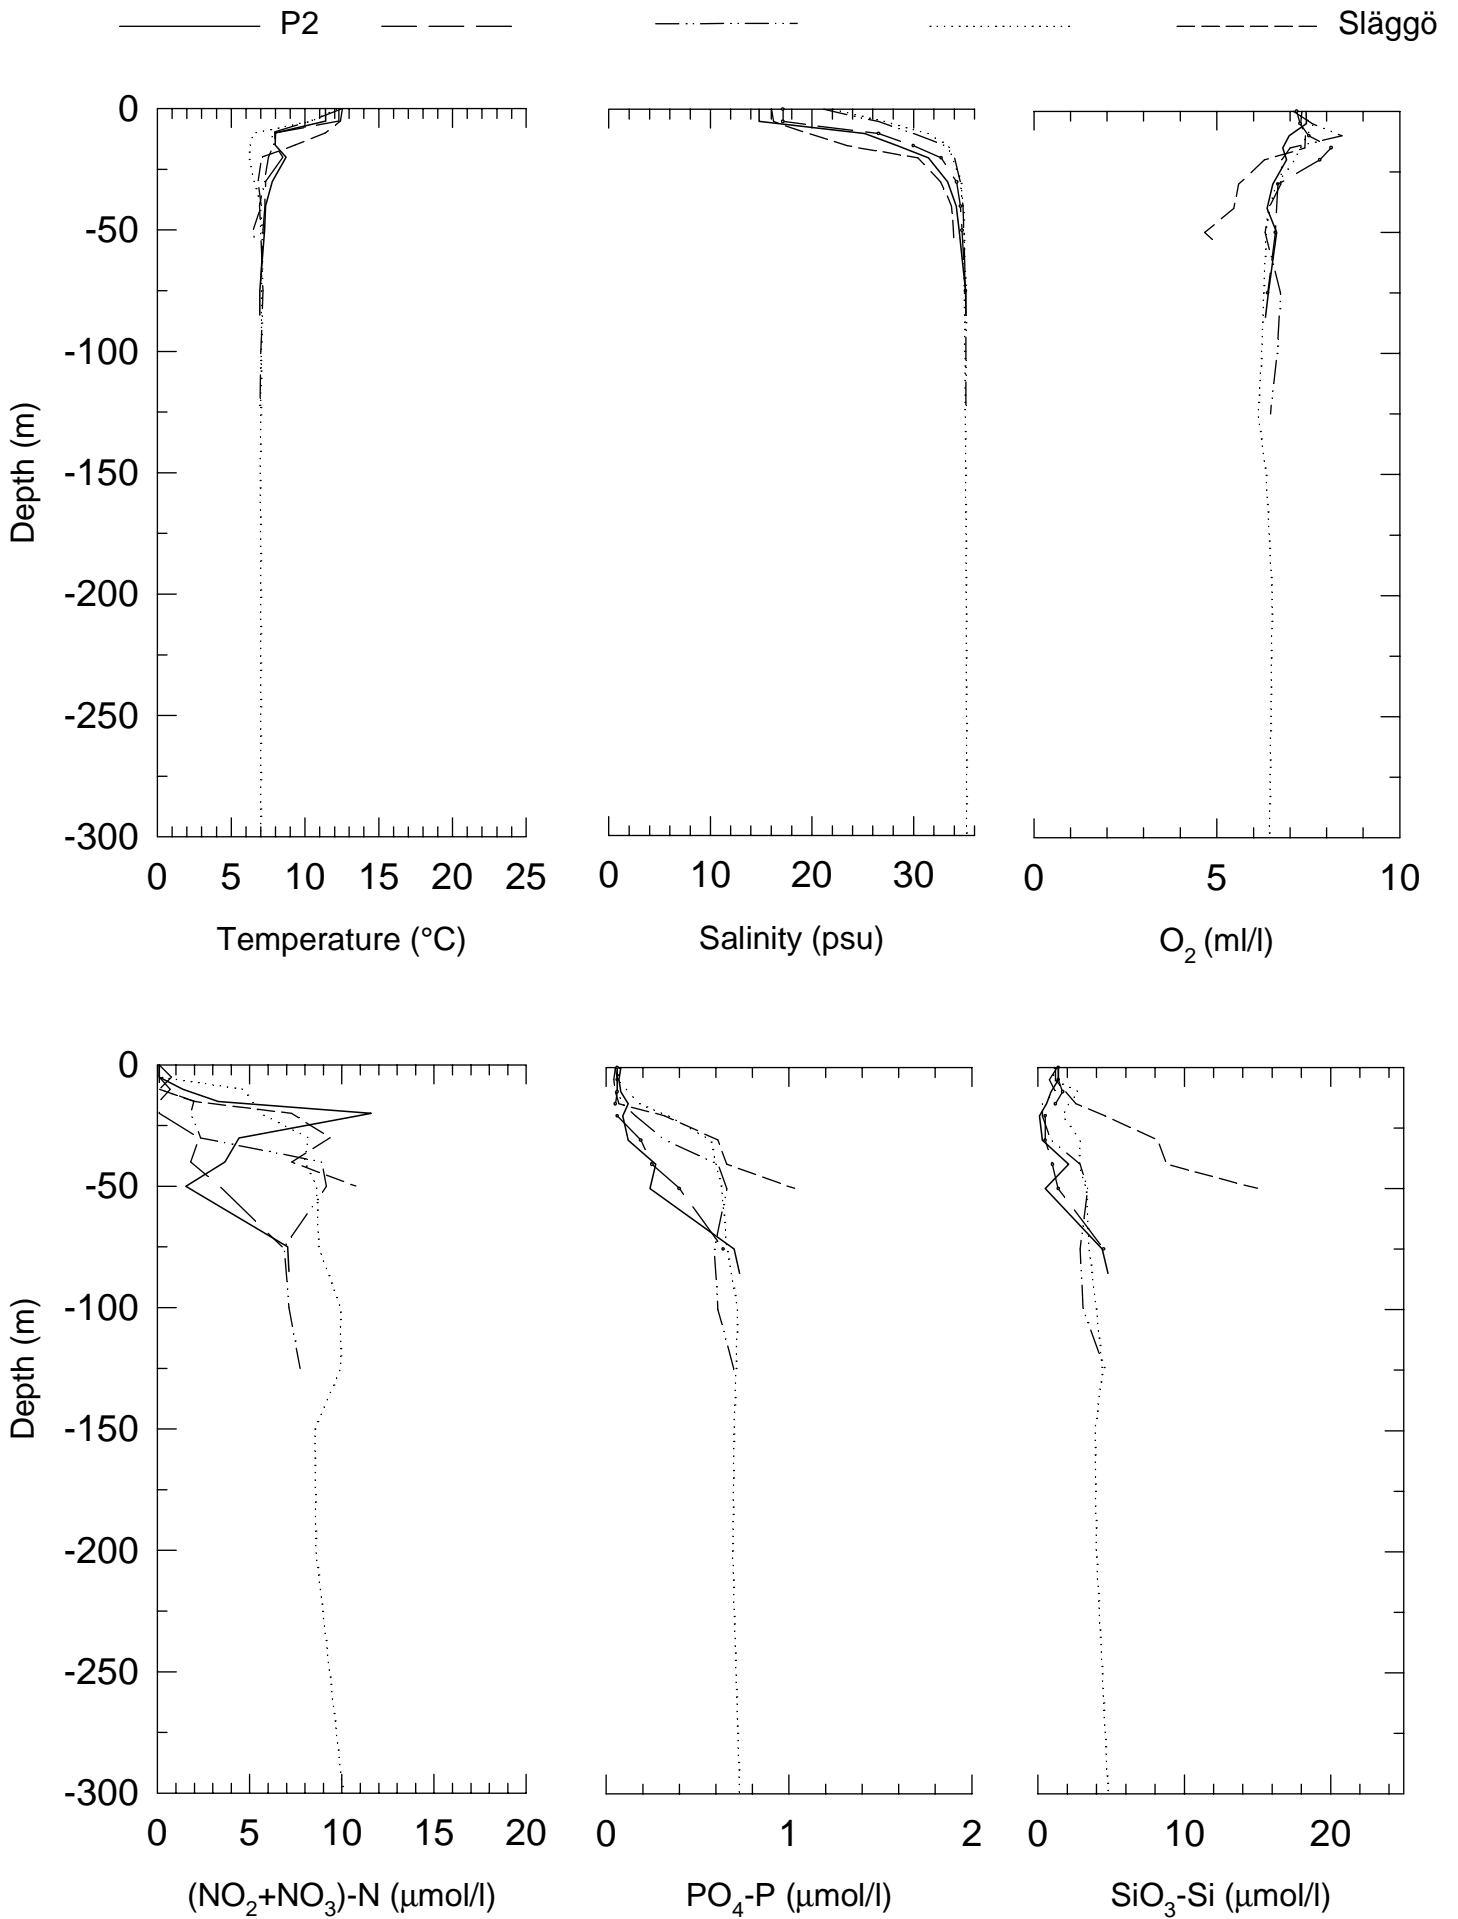 P2 Släggö
0
-50
-100
-150
-200
-250
-300
Depth (m)
0 5 10 15 20 25
Temperature (°C)
0 10 20 30
Salinity (psu)
0 5 10
O2 (ml/l)
0
-50
-100
-150
-200
-250
-300
Depth (m)
0 5 10 15 20
(NO2+NO3)-N (μmol/l)
0 1 2
PO4-P (μmol/l)
0 10 20
SiO3-Si (μmol/l)